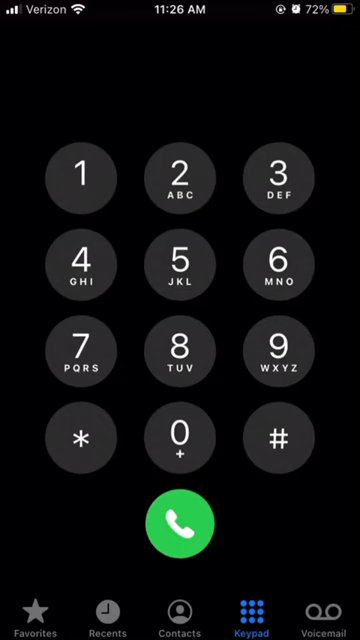 Verizon 11:26 AM 72%
1 2 3
ABC DEF
4 5 6
GHI JKL MNO
7 8 9
PQRS TUV WXYZ
* 0 #
+
Favorites Recents Contacts Keypad Voicemail